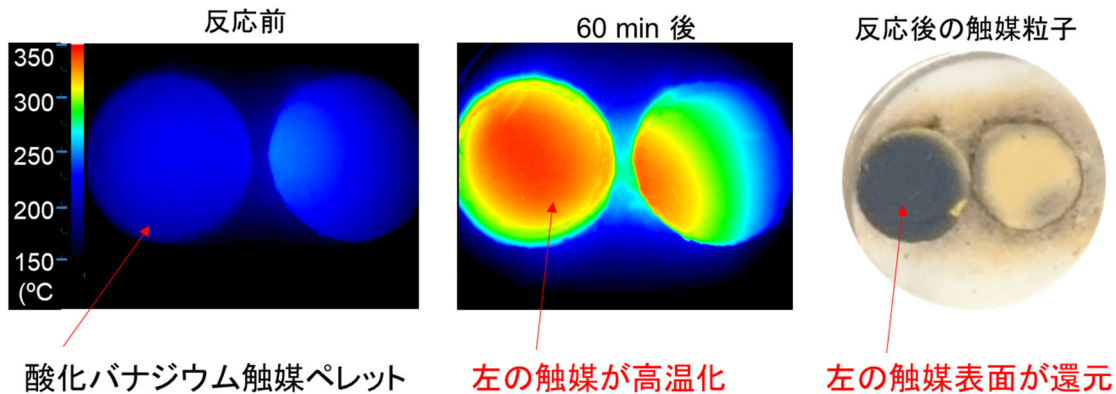 反応前
60 min 後
反応後の触媒粒子
350
300
250
200
150
(ºC
酸化バナジウム触媒ペレット
左の触媒が高温化
左の触媒表面が還元